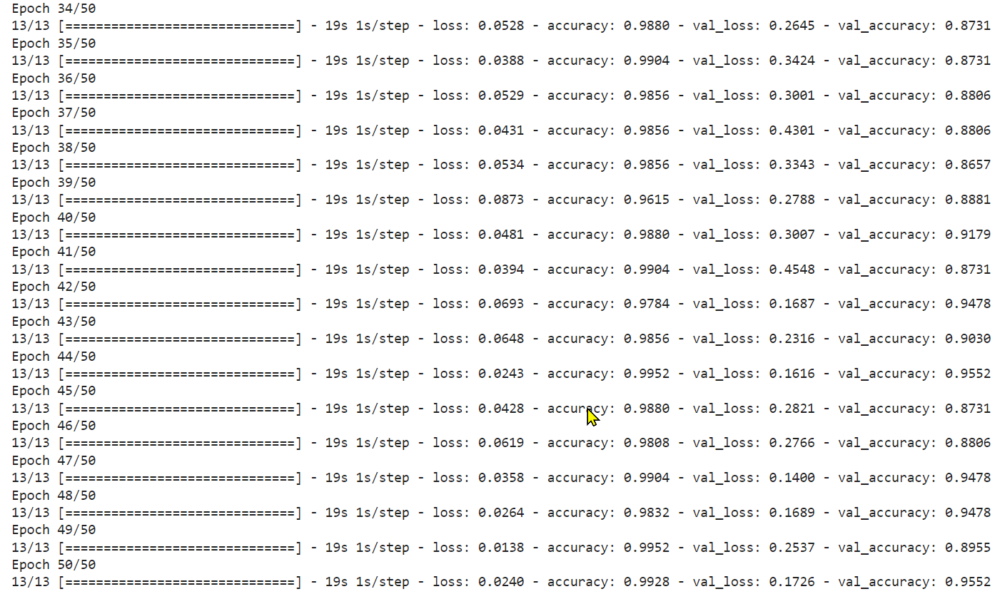 Epoch 34/50
13/13 [==============================] - 19s 1s/step - loss: 0.0528 - accuracy: 0.9880 - val_loss: 0.2645 - val_accuracy: 0.8731
Epoch 35/50
13/13 [==============================] - 19s 1s/step - loss: 0.0388 - accuracy: 0.9904 - val_loss: 0.3424 - val_accuracy: 0.8731
Epoch 36/50
13/13 [==============================] - 19s 1s/step - loss: 0.0529 - accuracy: 0.9856 - val_loss: 0.3001 - val_accuracy: 0.8806
Epoch 37/50
13/13 [==============================] - 19s 1s/step - loss: 0.0431 - accuracy: 0.9856 - val_loss: 0.4301 - val_accuracy: 0.8806
Epoch 38/50
13/13 [==============================] - 19s 1s/step - loss: 0.0534 - accuracy: 0.9856 - val_loss: 0.3343 - val_accuracy: 0.8657
Epoch 39/50
13/13 [==============================] - 19s 1s/step - loss: 0.0873 - accuracy: 0.9615 - val_loss: 0.2788 - val_accuracy: 0.8881
Epoch 40/50
13/13 [==============================] - 19s 1s/step - loss: 0.0481 - accuracy: 0.9880 - val_loss: 0.3007 - val_accuracy: 0.9179
Epoch 41/50
13/13 [==============================] - 19s 1s/step - loss: 0.0394 - accuracy: 0.9904 - val_loss: 0.4548 - val_accuracy: 0.8731
Epoch 42/50
13/13 [==============================] - 19s 1s/step - loss: 0.0693 - accuracy: 0.9784 - val_loss: 0.1687 - val_accuracy: 0.9478
Epoch 43/50
13/13 [==============================] - 19s 1s/step - loss: 0.0648 - accuracy: 0.9856 - val_loss: 0.2316 - val_accuracy: 0.9030
Epoch 44/50
13/13 [==============================] - 19s 1s/step - loss: 0.0243 - accuracy: 0.9952 - val_loss: 0.1616 - val_accuracy: 0.9552
Epoch 45/50
13/13 [==============================] - 19s 1s/step - loss: 0.0428 - accuracy: 0.9880 - val_loss: 0.2821 - val_accuracy: 0.8731
Epoch 46/50
13/13 [==============================] - 19s 1s/step - loss: 0.0619 - accuracy: 0.9808 - val_loss: 0.2766 - val_accuracy: 0.8806
Epoch 47/50
13/13 [==============================] - 19s 1s/step - loss: 0.0358 - accuracy: 0.9904 - val_loss: 0.1400 - val_accuracy: 0.9478
Epoch 48/50
13/13 [==============================] - 19s 1s/step - loss: 0.0264 - accuracy: 0.9832 - val_loss: 0.1689 - val_accuracy: 0.9478
Epoch 49/50
13/13 [==============================] - 19s 1s/step - loss: 0.0138 - accuracy: 0.9952 - val_loss: 0.2537 - val_accuracy: 0.8955
Epoch 50/50
13/13 [==============================] - 19s 1s/step - loss: 0.0240 - accuracy: 0.9928 - val_loss: 0.1726 - val_accuracy: 0.9552